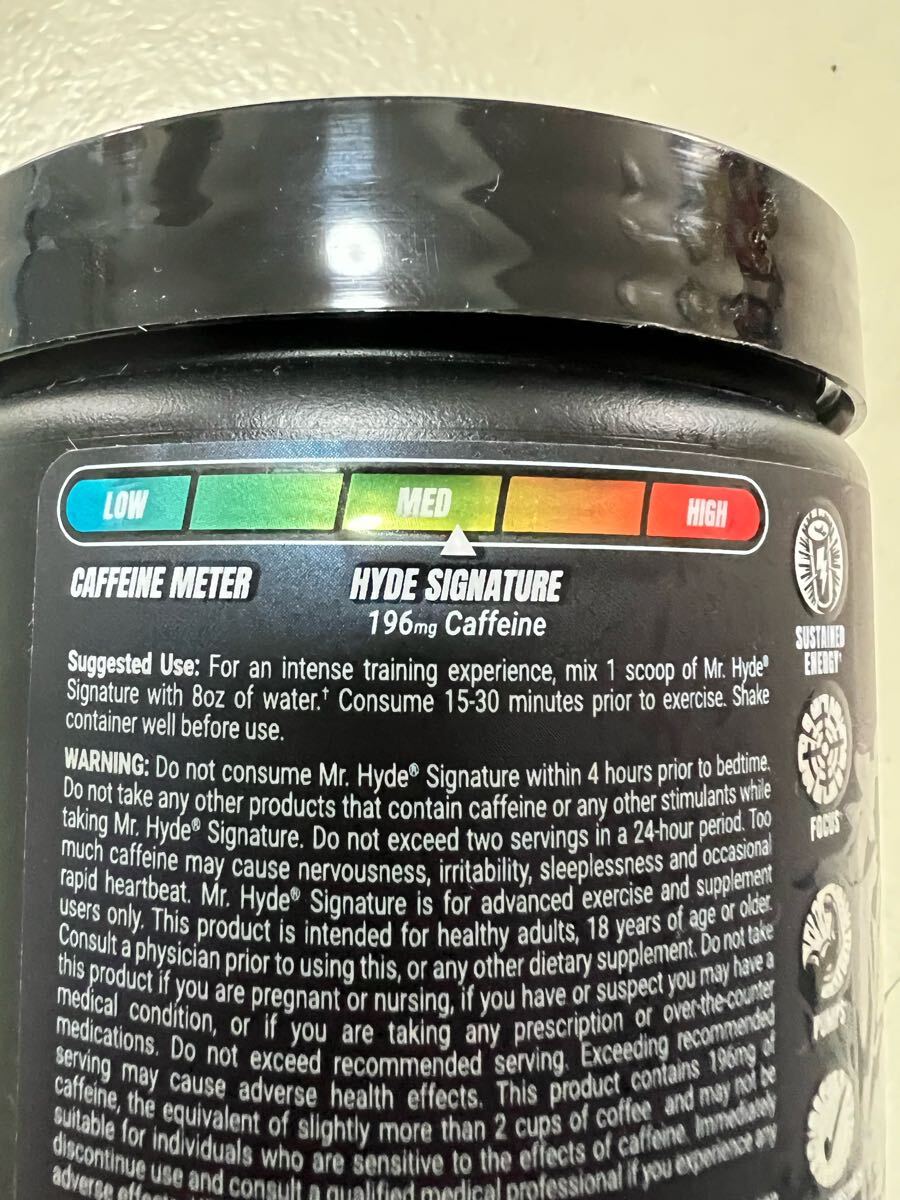 LOW MED HIGH
CAFFEINE METER
HYDE SIGNATURE
196mg Caffeine
Suggested Use: For an intense training experience, mix 1 scoop of Mr. Hyde®
Signature with 8oz of water.† Consume 15-30 minutes prior to exercise. Shake
container well before use.
WARNING: Do not consume Mr. Hyde® Signature within 4 hours prior to bedtime.
Do not take any other products that contain caffeine or any other stimulants while
taking Mr. Hyde® Signature. Do not exceed two servings in a 24-hour period. Too
much caffeine may cause nervousness, irritability, sleeplessness and occasional
rapid heartbeat. Mr. Hyde® Signature is for advanced exercise and supplement
users only. This product is intended for healthy adults, 18 years of age or older.
Consult a physician prior to using this, or any other dietary supplement. Do not take
this product if you are pregnant or nursing, if you have or suspect you may have a
medical condition, or if you are taking any prescription or over-the-counter
medications. Do not exceed recommended serving. Exceeding recommended
serving may cause adverse health effects. This product contains 196mg of
caffeine, the equivalent of slightly more than 2 cups of coffee and may not be
suitable for individuals who are sensitive to the effects of caffeine. Immediately
discontinue use and consult a qualified medical professional if you experience any
adverse
SUSTAINED
ENERGY†
FOCUS
PUMPS